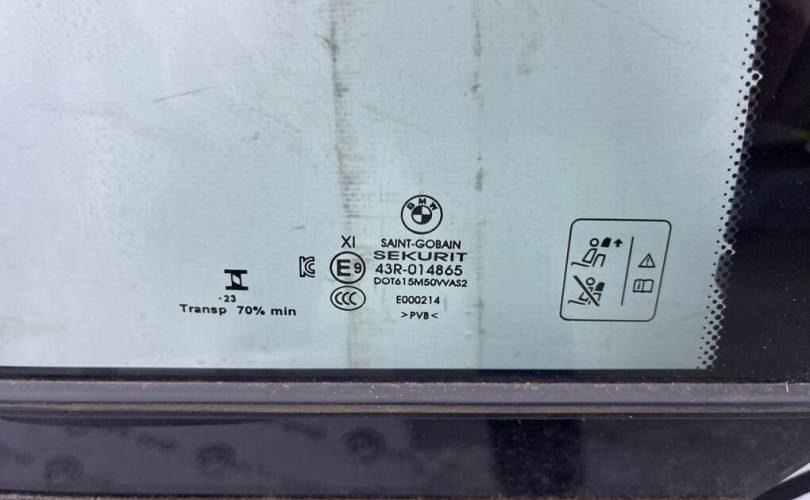 BMW
XI
SAINT-GOBAIN
SEKURIT
E9
43R-014865
DOT615M50VVAS2
CCC
E000214
>PVB<
.23
Transp 70% min